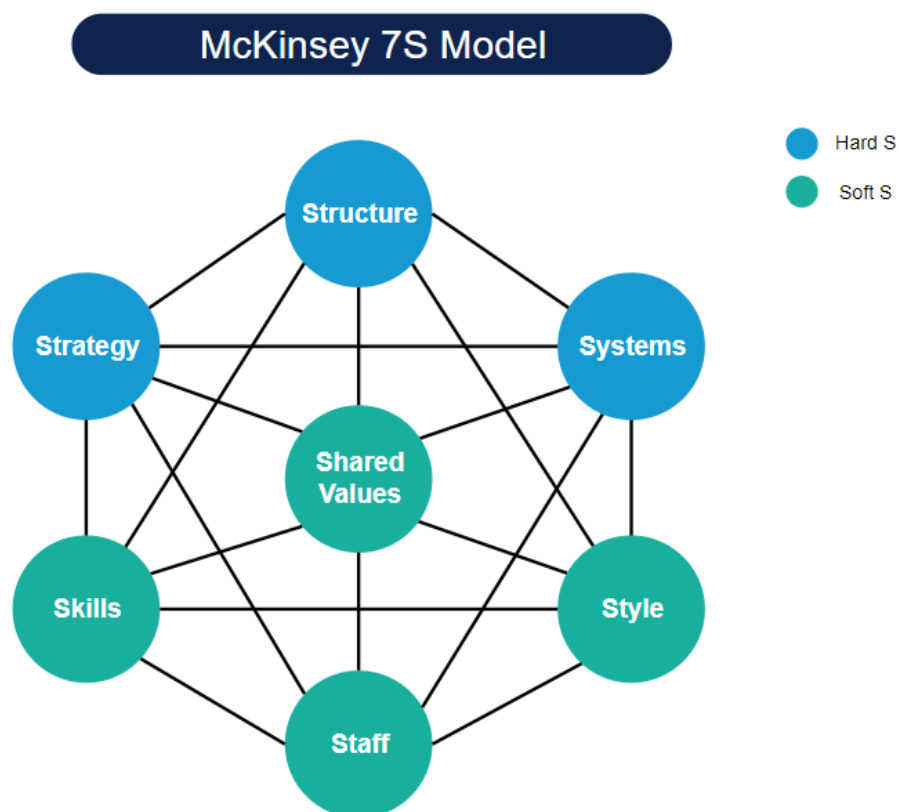 McKinsey 7S Model
Hard S
Soft S
Structure
Strategy
Systems
Shared
Values
Skills
Style
Staff